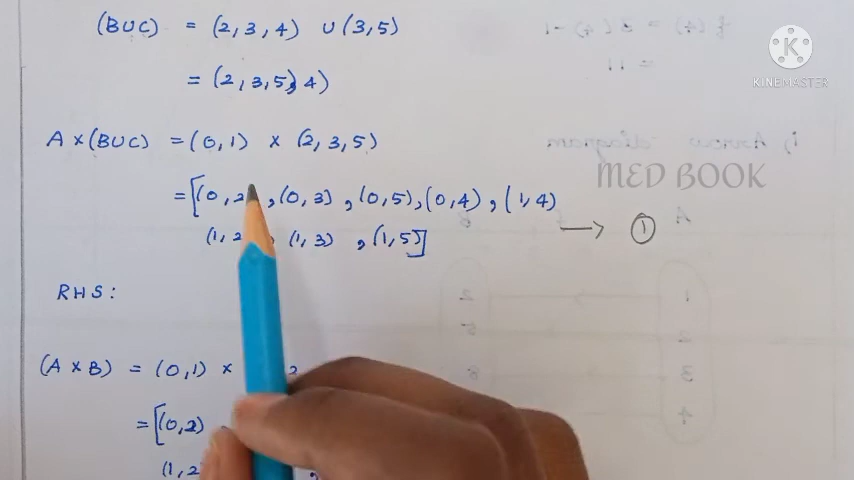 (BUC) = (2, 3, 4) U (3, 5)
= (2, 3, 5, 4)
A x (BUC) = (0, 1) x (2, 3, 5)
= [(0, 2 , (0, 3) , (0, 5), (0, 4) , (1, 4)
(1, 2 , (1, 3) , (1, 5)] → 1
RHS:
(A x B) = (0, 1) x 2
= [(0, 2)
(1, 2
KINEMASTER
MED BOOK